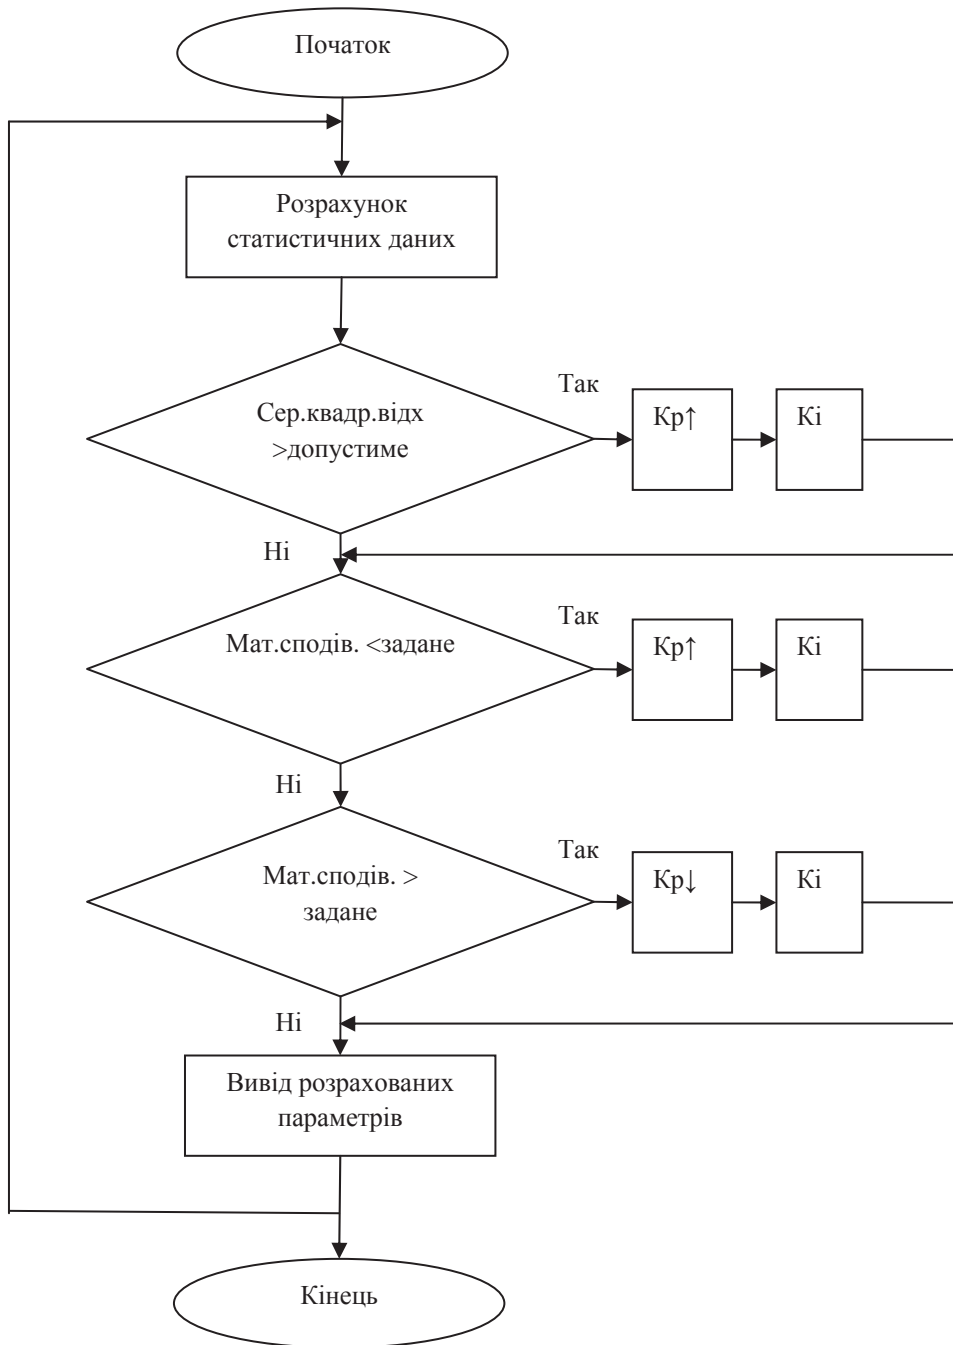 Початок
Розрахунок
статистичних даних
Так
Сер.квадр.відх
>допустиме
Кр↑
Кі
Ні
Так
Мат.сподів. <задане
Кр↑
Кі
Ні
Так
Мат.сподів. >
задане
Кр↓
Кі
Ні
Вивід розрахованих
параметрів
Кінець